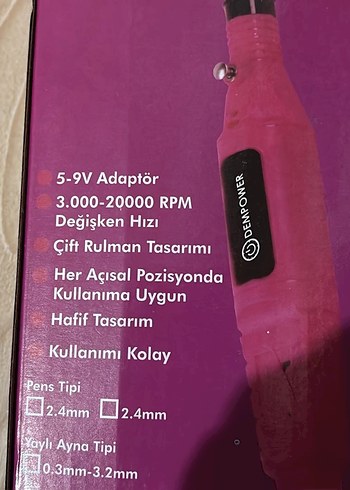 DEMPOWER
5-9V Adaptör
3.000-20000 RPM
Değişken Hızı
Çift Rulman Tasarımı
Her Açısal Pozisyonda
Kullanıma Uygun
Hafif Tasarım
Kullanımı Kolay
Pens Tipi
2.4mm 2.4mm
Yaylı Ayna Tipi
0.3mm-3.2mm